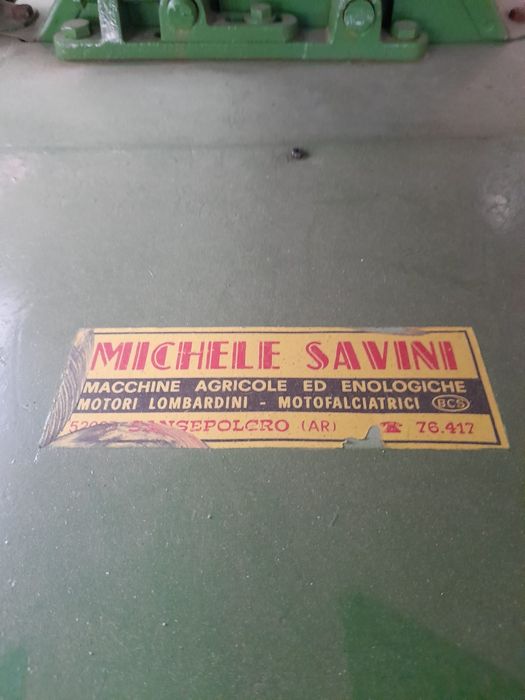 MICHELE SAVINI
MACCHINE AGRICOLE ED ENOLOGICHE
MOTORI LOMBARDINI - MOTOFALCIATRICI BCS
SANSEPOLCRO (AR) ☎ 76.417